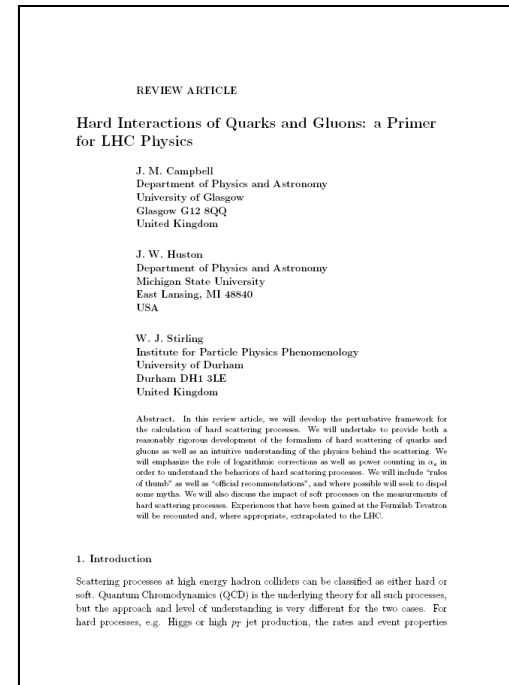 REVIEW ARTICLE
Hard Interactions of Quarks and Gluons: a Primer
for LHC Physics
J. M. Campbell
Department of Physics and Astronomy
University of Glasgow
Glasgow G12 8QQ
United Kingdom
J. W. Huston
Department of Physics and Astronomy
Michigan State University
East Lansing, MI 48840
USA
W. J. Stirling
Institute for Particle Physics Phenomenology
University of Durham
Durham DH1 3LE
United Kingdom
Abstract. In this review article, we will develop the perturbative framework for
the calculation of hard scattering processes. We will undertake to provide both a
reasonably rigorous development of the formalism of hard scattering of quarks and
gluons as well as an intuitive understanding of the physics behind the scattering. We
will emphasize the role of logarithmic corrections as well as power counting in αs in
order to understand the behaviors of hard scattering processes. We will include “rules
of thumb” as well as “official recommendations”, and where possible will seek to dispel
some myths. We will also discuss the impact of soft processes on the measurements of
hard scattering processes. Experiences that have been gained at the Fermilab Tevatron
will be recounted and, where appropriate, extrapolated to the LHC.
1. Introduction
Scattering processes at high energy hadron colliders can be classified as either hard or
soft. Quantum Chromodynamics (QCD) is the underlying theory for all such processes,
but the approach and level of understanding is very different for the two cases. For
hard processes, e.g. Higgs or high pT jet production, the rates and event properties